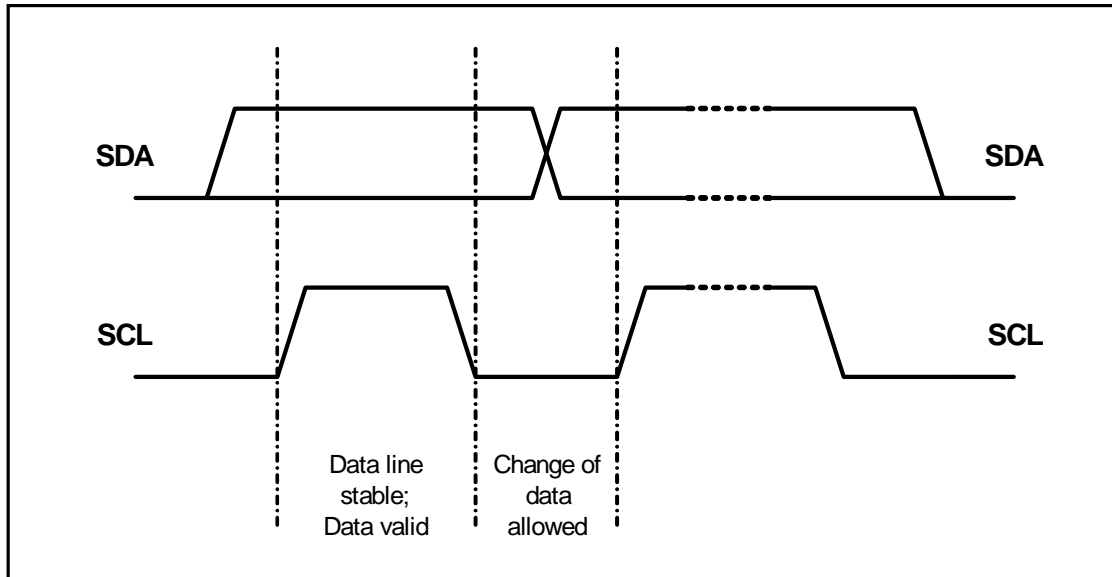 SDA
SDA
SCL
SCL
Data line
stable;
Data valid
Change of
data
allowed